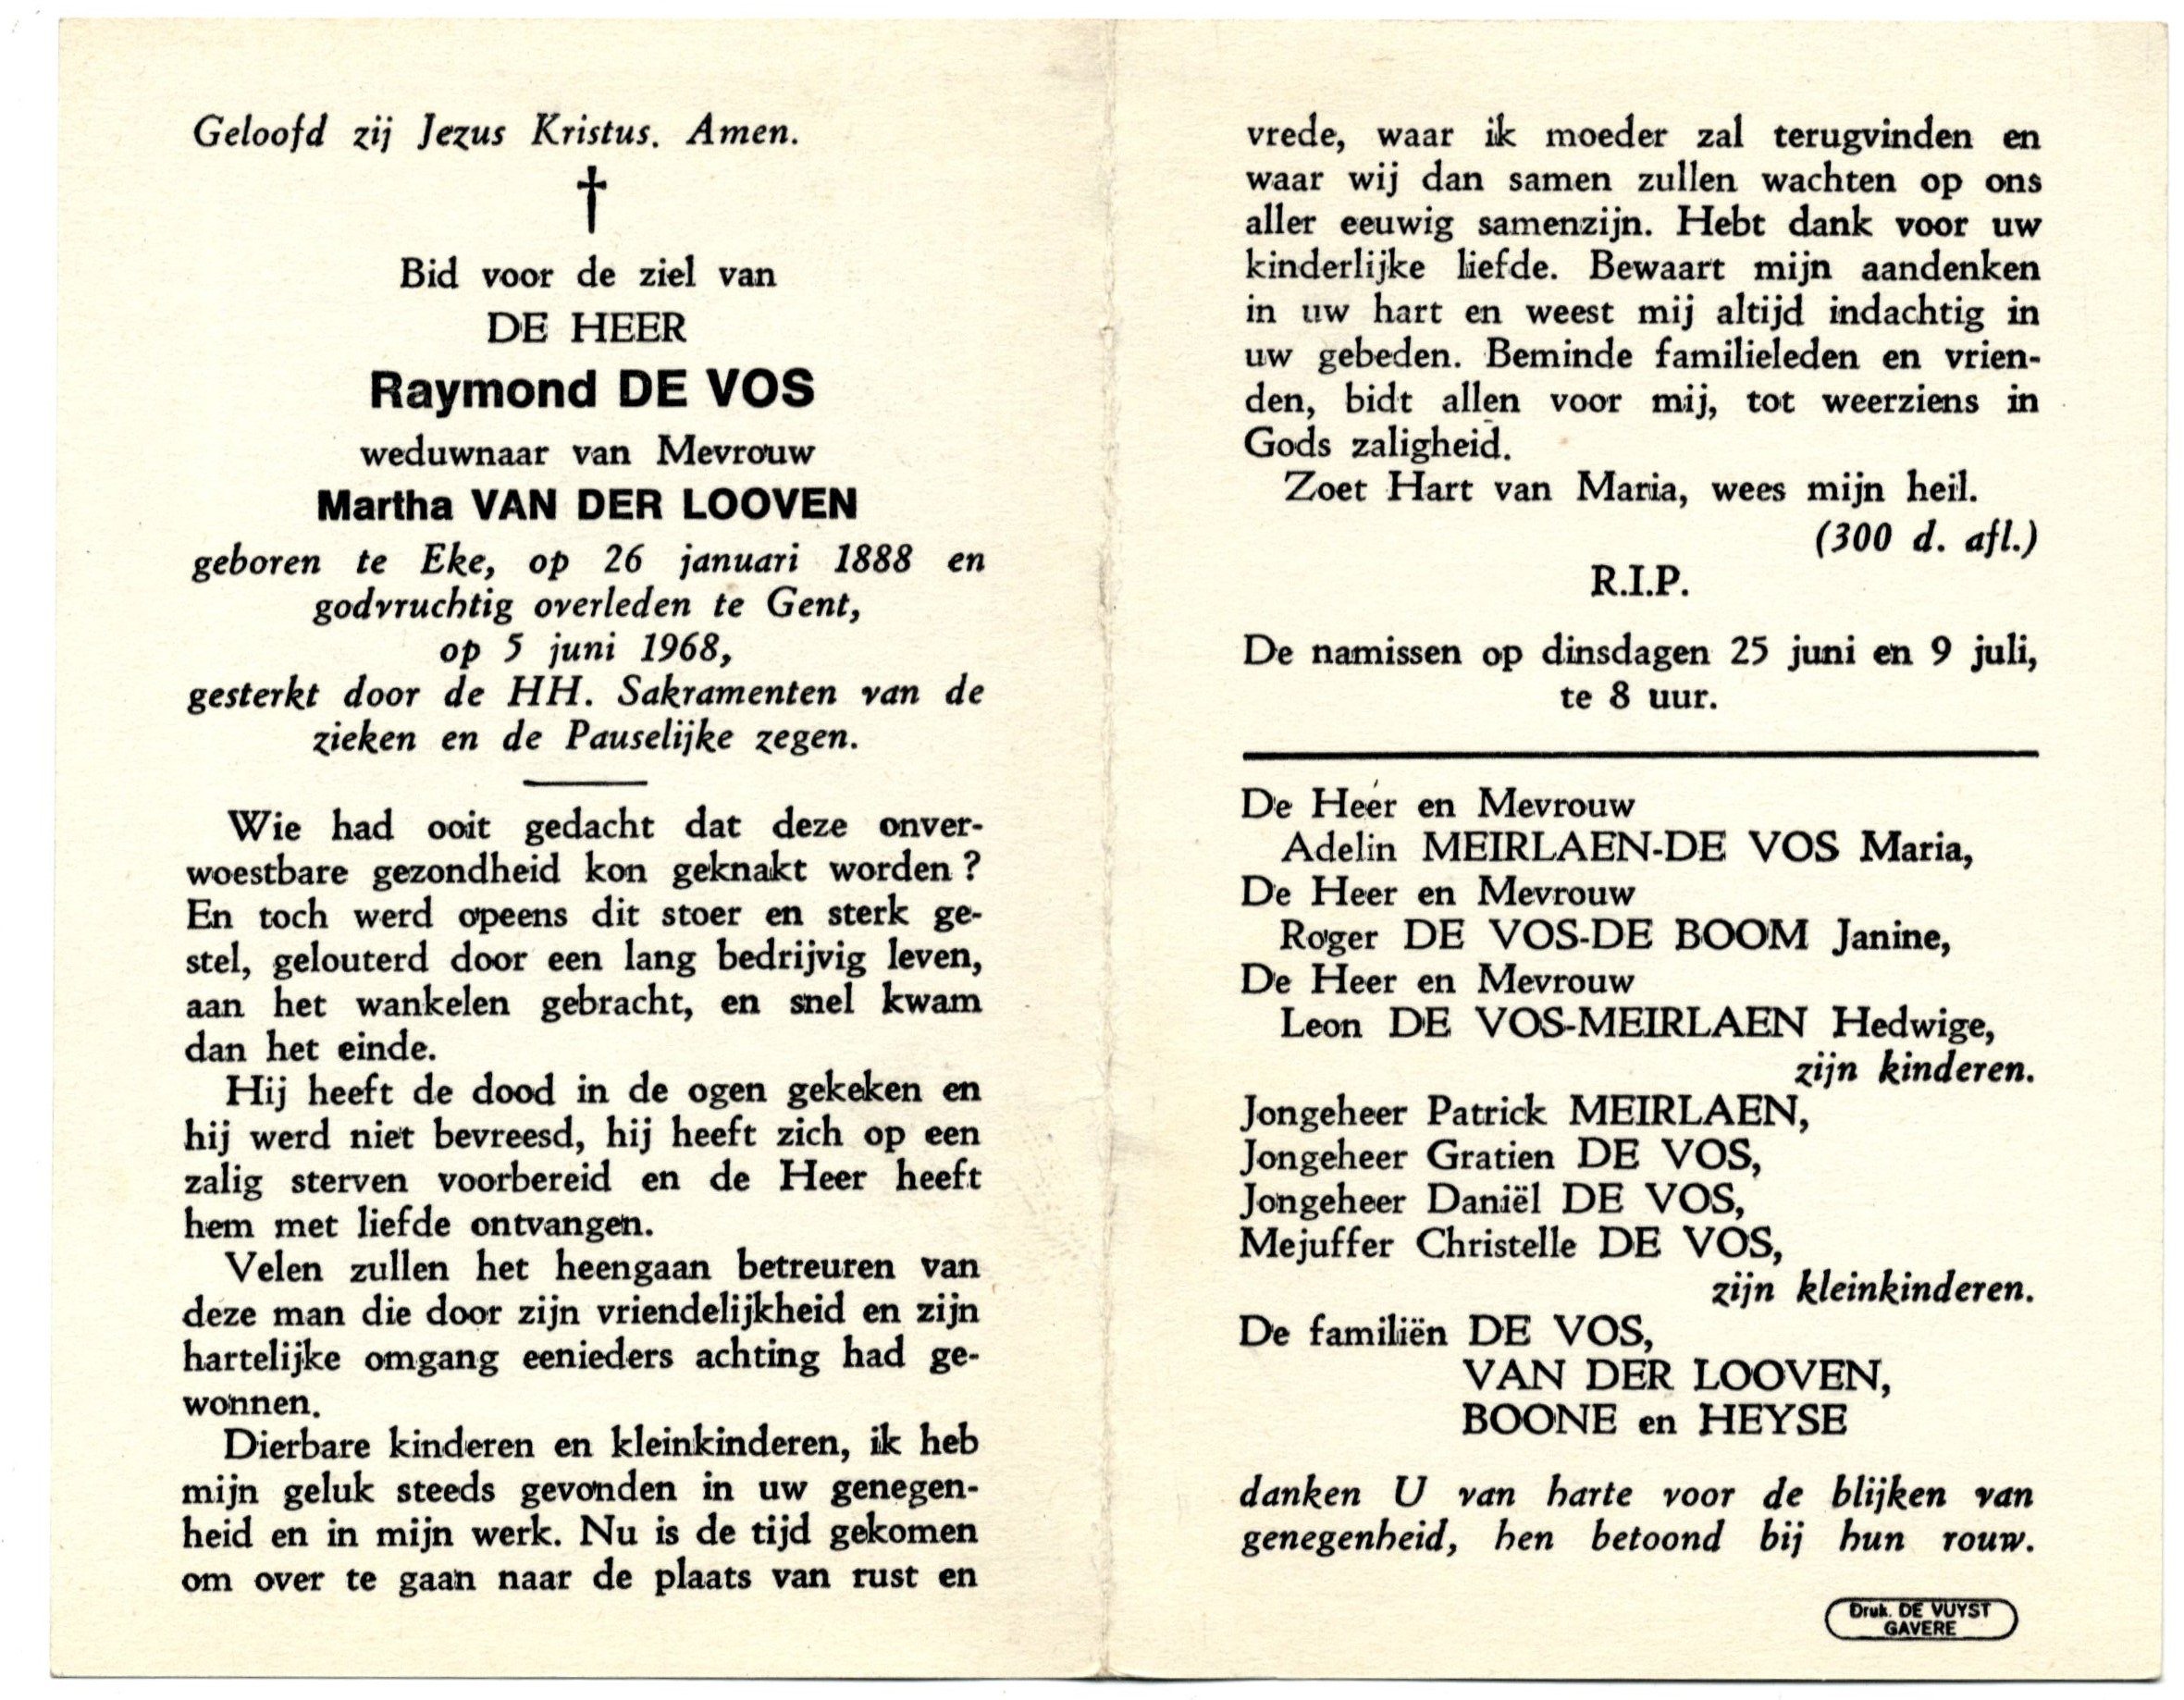 Geloofd zij Jezus Kristus. Amen.
†
Bid voor de ziel van
DE HEER
Raymond DE VOS
weduwnaar van Mevrouw
Martha VAN DER LOOVEN
geboren te Eke, op 26 januari 1888 en
godvruchtig overleden te Gent,
op 5 juni 1968,
gesterkt door de HH. Sakramenten van de
zieken en de Pauselijke zegen.
Wie had ooit gedacht dat deze onver-
woestbare gezondheid kon geknakt worden ?
En toch werd opeens dit stoer en sterk ge-
stel, gelouterd door een lang bedrijvig leven,
aan het wankelen gebracht, en snel kwam
dan het einde.
Hij heeft de dood in de ogen gekeken en
hij werd niet bevreesd, hij heeft zich op een
zalig sterven voorbereid en de Heer heeft
hem met liefde ontvangen.
Velen zullen het heengaan betreuren van
deze man die door zijn vriendelijkheid en zijn
hartelijke omgang eenieders achting had ge-
wonnen.
Dierbare kinderen en kleinkinderen, ik heb
mijn geluk steeds gevonden in uw genegen-
heid en in mijn werk. Nu is de tijd gekomen
om over te gaan naar de plaats van rust en
vrede, waar ik moeder zal terugvinden en
waar wij dan samen zullen wachten op ons
aller eeuwig samenzijn. Hebt dank voor uw
kinderlijke liefde. Bewaart mijn aandenken
in uw hart en weest mij altijd indachtig in
uw gebeden. Beminde familieleden en vrien-
den, bidt allen voor mij, tot weerziens in
Gods zaligheid.
Zoet Hart van Maria, wees mijn heil.
(300 d. afl.)
R.I.P.
De namissen op dinsdagen 25 juni en 9 juli,
te 8 uur.
De Heer en Mevrouw
Adelin MEIRLAEN-DE VOS Maria,
De Heer en Mevrouw
Roger DE VOS-DE BOOM Janine,
De Heer en Mevrouw
Leon DE VOS-MEIRLAEN Hedwige,
zijn kinderen.
Jongeheer Patrick MEIRLAEN,
Jongeheer Gratien DE VOS,
Jongeheer Daniël DE VOS,
Mejuffer Christelle DE VOS,
zijn kleinkinderen.
De familiën DE VOS,
VAN DER LOOVEN,
BOONE en HEYSE
danken U van harte voor de blijken van
genegenheid, hen betoond bij hun rouw.
Druk. DE VUYST
GAVERE